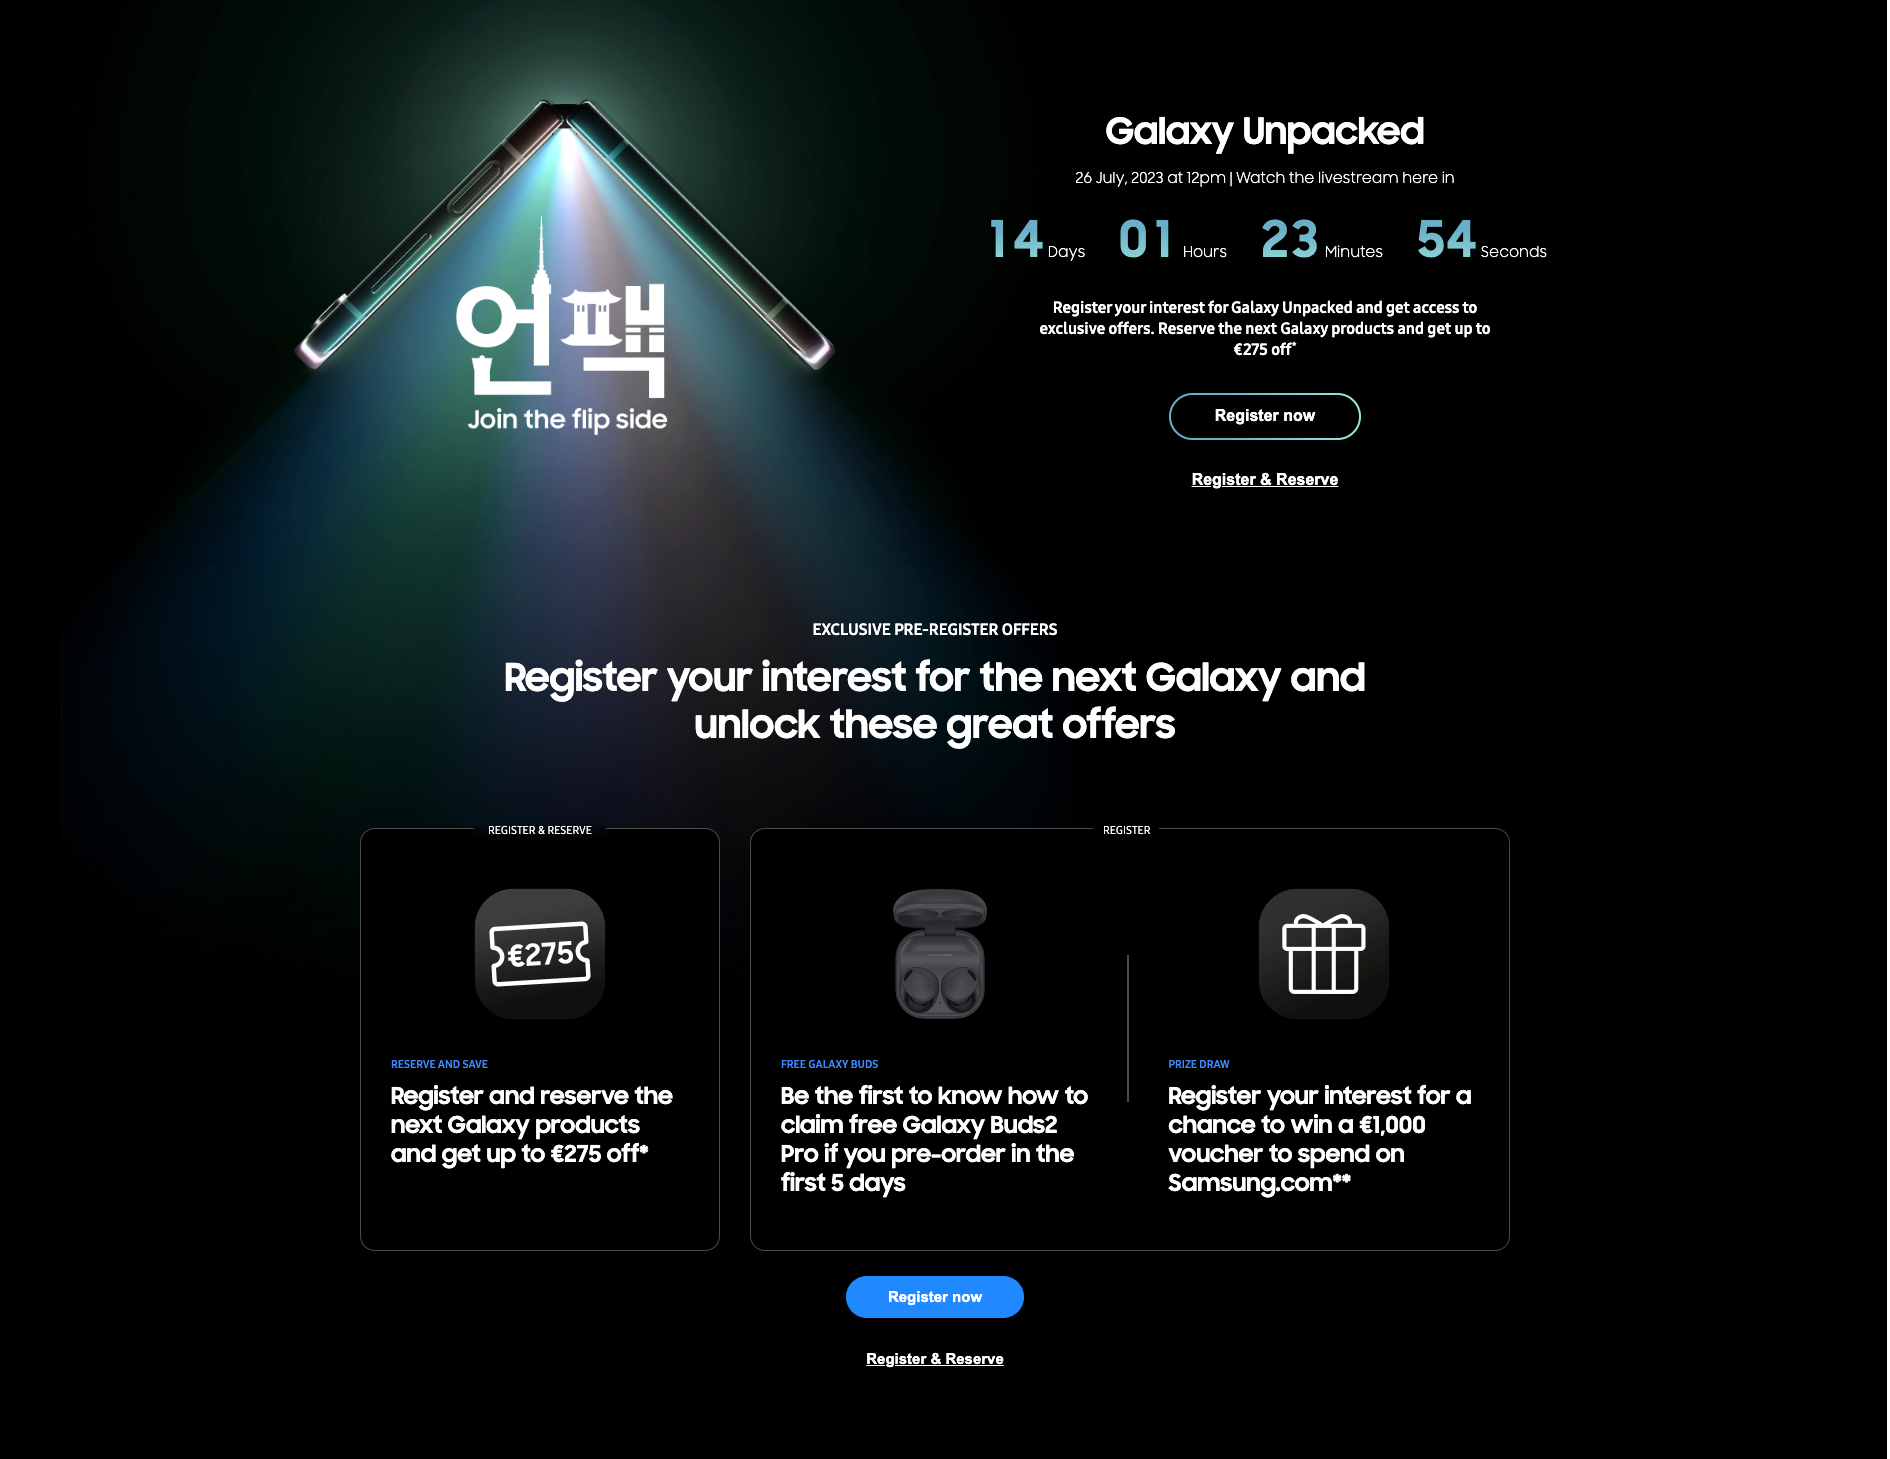 언팩
Join the flip side
Galaxy Unpacked
26 July, 2023 at 12pm | Watch the livestream here in
14 Days 01 Hours 23 Minutes 54 Seconds
Register your interest for Galaxy Unpacked and get access to
exclusive offers. Reserve the next Galaxy products and get up to
€275 off*
Register now
Register & Reserve
EXCLUSIVE PRE-REGISTER OFFERS
Register your interest for the next Galaxy and
unlock these great offers
REGISTER & RESERVE
€275
RESERVE AND SAVE
Register and reserve the
next Galaxy products
and get up to €275 off*
REGISTER
FREE GALAXY BUDS
Be the first to know how to
claim free Galaxy Buds2
Pro if you pre-order in the
first 5 days
PRIZE DRAW
Register your interest for a
chance to win a €1,000
voucher to spend on
Samsung.com**
Register now
Register & Reserve